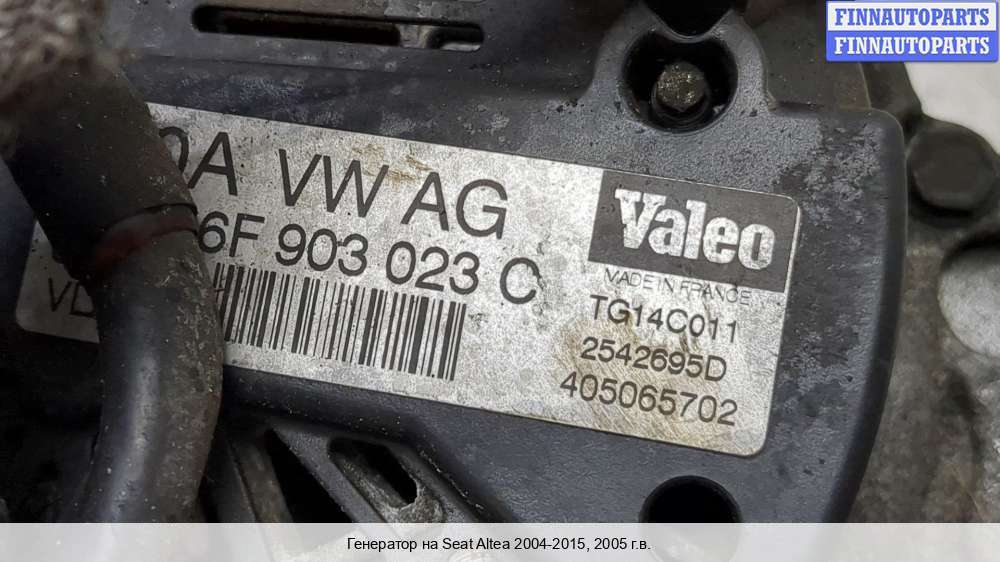 FINNAUTOPARTS
FINNAUTOPARTS
0A VW AG
6F 903 023 C
VD
Valeo
MADE IN FRANCE
TG14C011
2542695D
405065702
Генератор на Seat Altea 2004-2015, 2005 г.в.